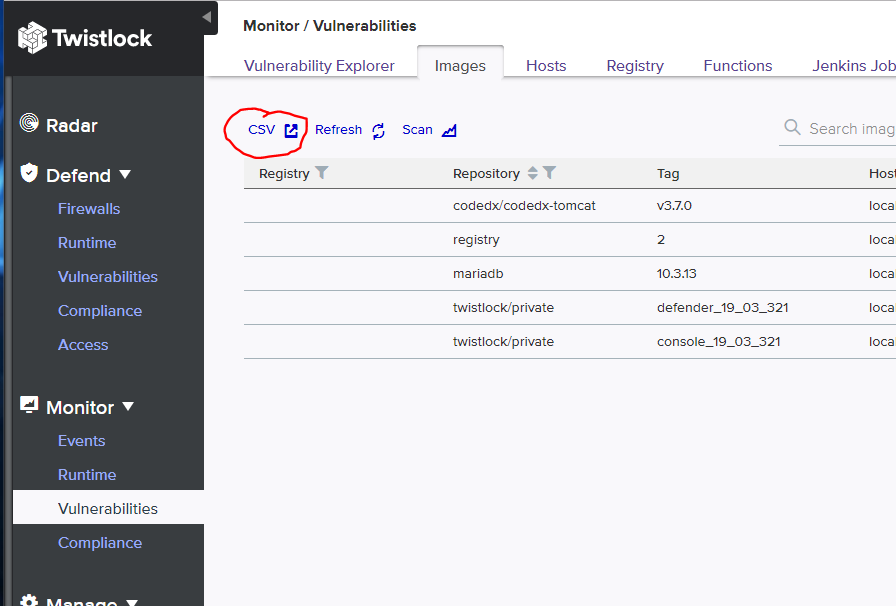 Twistlock
Monitor / Vulnerabilities
Vulnerability Explorer Images Hosts Registry Functions Jenkins Job
CSV Refresh Scan Search imag
Registry Repository Tag Host
codedx/codedx-tomcat v3.7.0 loca
registry 2 loca
mariadb 10.3.13 loca
twistlock/private defender_19_03_321 loca
twistlock/private console_19_03_321 loca
Radar
Defend
Firewalls
Runtime
Vulnerabilities
Compliance
Access
Monitor
Events
Runtime
Vulnerabilities
Compliance
Manage